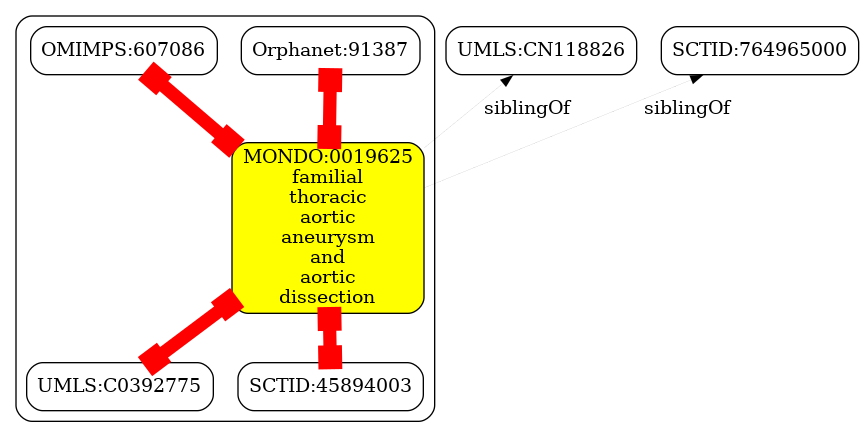 OMIMPS:607086
Orphanet:91387
UMLS:CN118826
SCTID:764965000
siblingOf
siblingOf
MONDO:0019625
familial
thoracic
aortic
aneurysm
and
aortic
dissection
UMLS:C0392775
SCTID:45894003